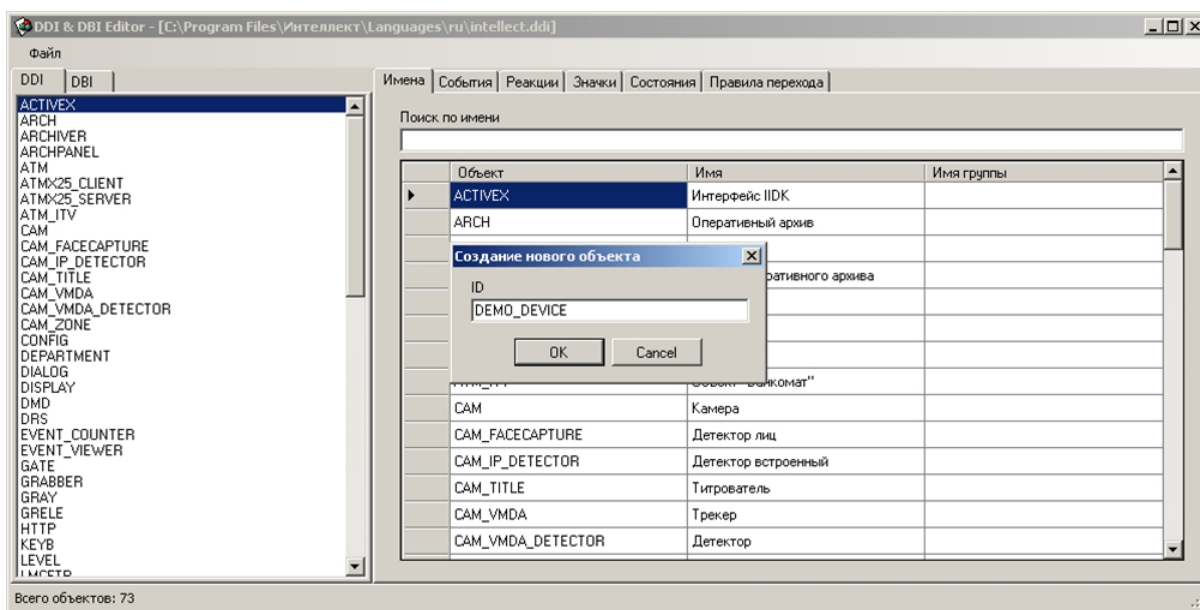 DDI & DBI Editor - [C:\Program Files\Интеллект\Languages\ru\intellect.ddi]
Файл
DDI DBI
ACTIVEX
ARCH
ARCHIVER
ARCHPANEL
ATM
ATMX25_CLIENT
ATMX25_SERVER
ATM_ITV
CAM
CAM_FACECAPTURE
CAM_IP_DETECTOR
CAM_TITLE
CAM_VMDA
CAM_VMDA_DETECTOR
CAM_ZONE
CONFIG
DEPARTMENT
DIALOG
DISPLAY
DMD
DRS
EVENT_COUNTER
EVENT_VIEWER
GATE
GRABBER
GRAY
GRELE
HTTP
KEYB
LEVEL
Имена События Реакции Значки Состояния Правила перехода
Поиск по имени
Объект Имя Имя группы
ACTIVEX Интерфейс IIDK
ARCH Оперативный архив
Создание нового объекта
ID
DEMO_DEVICE
OK Cancel
ративного архива
CAM Камера
CAM_FACECAPTURE Детектор лиц
CAM_IP_DETECTOR Детектор встроенный
CAM_TITLE Титрователь
CAM_VMDA Трекер
CAM_VMDA_DETECTOR Детектор
Всего объектов: 73